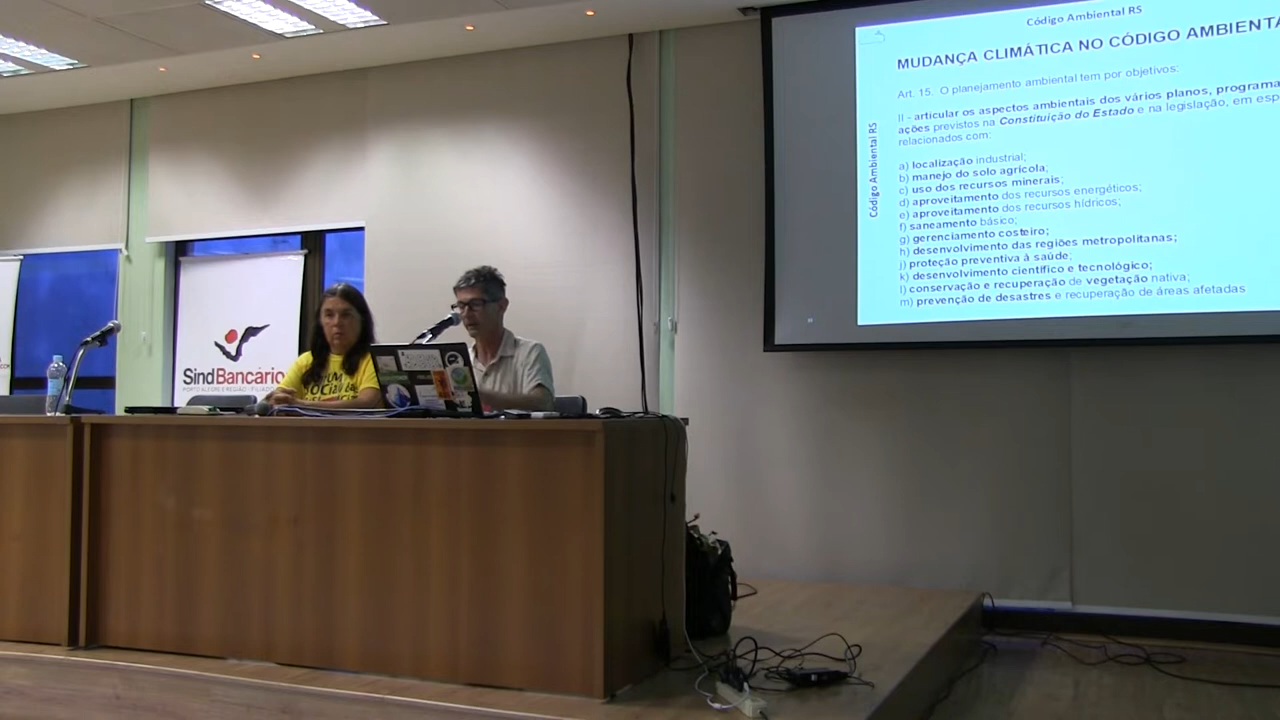 Código Ambiental RS
MUDANÇA CLIMÁTICA NO CÓDIGO AMBIENTA
Art. 15. O planejamento ambiental tem por objetivos:
II - articular os aspectos ambientais dos vários planos, programa
ações previstos na Constituição do Estado e na legislação, em esp
relacionados com:
a) localização industrial;
b) manejo do solo agrícola;
c) uso dos recursos minerais;
d) aproveitamento dos recursos energéticos;
e) aproveitamento dos recursos hídricos;
f) saneamento básico;
g) gerenciamento costeiro;
h) desenvolvimento das regiões metropolitanas;
j) proteção preventiva à saúde;
k) desenvolvimento científico e tecnológico;
l) conservação e recuperação de vegetação nativa;
m) prevenção de desastres e recuperação de áreas afetadas
Código Ambiental RS
SindBancário
PORTO ALEGRE E REGIÃO - FILIADO